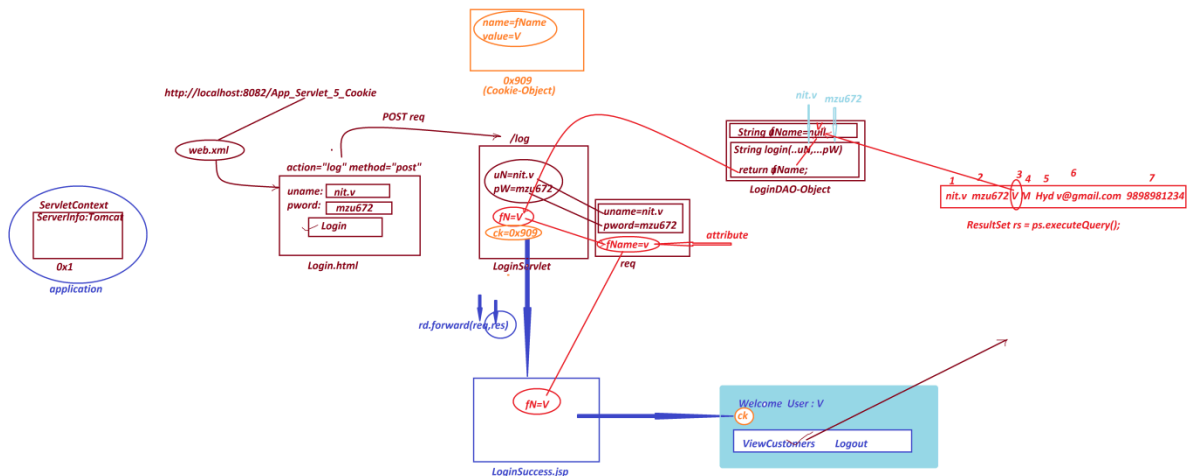 name=fName
value=V
0x909
(Cookie-Object)
http://localhost:8082/App_Servlet_5_Cookie
web.xml
POST req
/log
action="log" method="post"
uname: nit.v
pword: mzu672
Login
Login.html
ServletContext
ServerInfo:Tomcat
0x1
application
uN=nit.v
pW=mzu672
fN=V
ck=0x909
LoginServlet
uname=nit.v
pword=mzu672
fName=v
req
attribute
nit.v
mzu672
V
String fName=null
String login(..uN,...pW)
return fName;
LoginDAO-Object
1 2 3 4 5 6 7
nit.v mzu672 V M Hyd v@gmail.com 9898981234
ResultSet rs = ps.executeQuery();
rd.forward(req,res)
fN=V
LoginSuccess.jsp
Welcome User : V
ck
ViewCustomers Logout